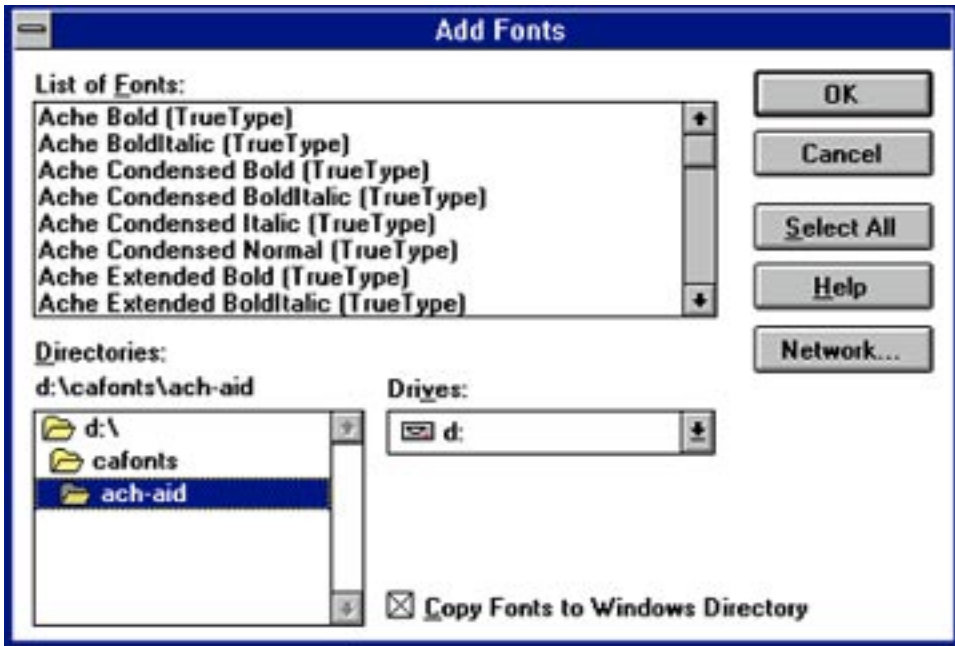 Add Fonts
List of Fonts:
Ache Bold (TrueType)
Ache BoldItalic (TrueType)
Ache Condensed Bold (TrueType)
Ache Condensed BoldItalic (TrueType)
Ache Condensed Italic (TrueType)
Ache Condensed Normal (TrueType)
Ache Extended Bold (TrueType)
Ache Extended BoldItalic (TrueType)
OK
Cancel
Select All
Help
Network...
Directories:
d:\cafonts\ach-aid
d:\
cafonts
ach-aid
Drives:
d:
Copy Fonts to Windows Directory